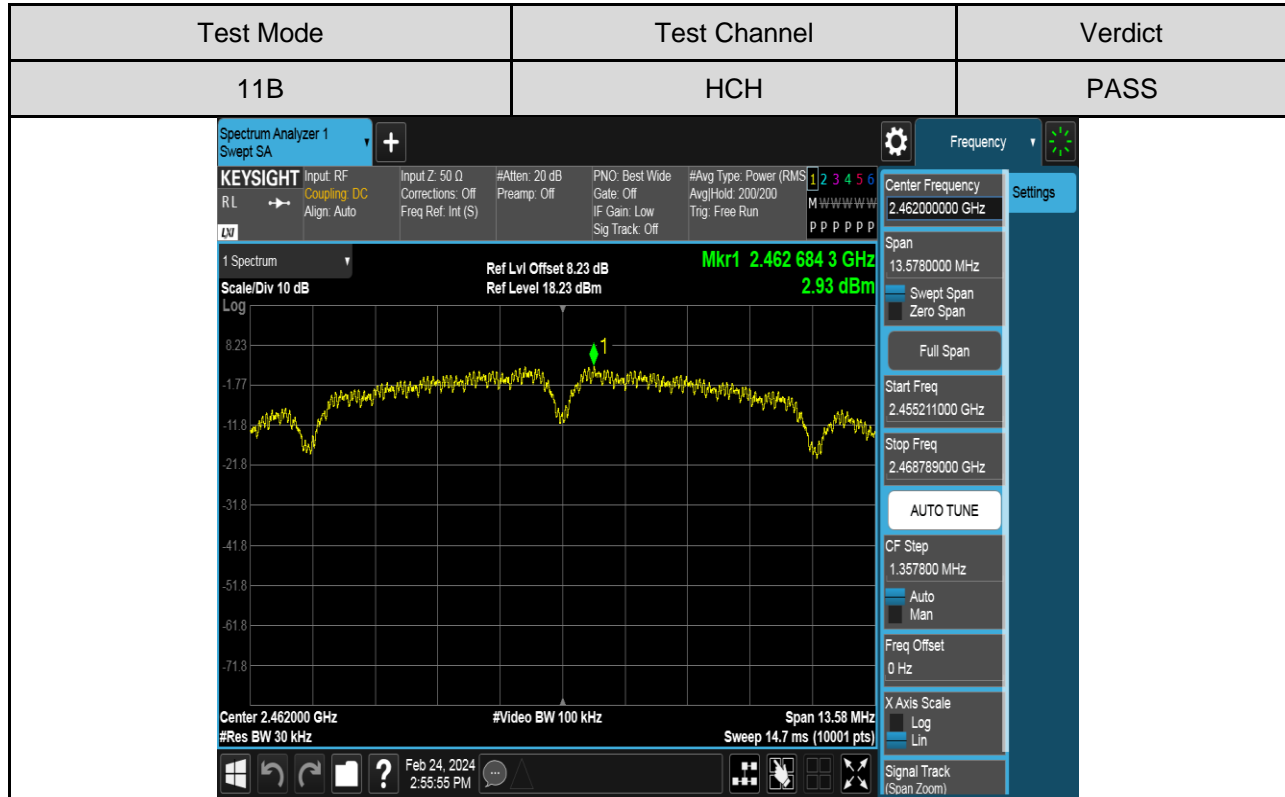 Test Mode Test Channel Verdict
11B HCH PASS
Spectrum Analyzer 1
Swept SA
+
Frequency
KEYSIGHT
RL
LXI
Input: RF
Coupling: DC
Align: Auto
Input Z: 50 Ω
Corrections: Off
Freq Ref: Int (S)
#Atten: 20 dB
Preamp: Off
PNO: Best Wide
Gate: Off
IF Gain: Low
Sig Track: Off
#Avg Type: Power (RMS
Avg|Hold: 200/200
Trig: Free Run
1 2 3 4 5 6
M W W W W W
P P P P P P
1 Spectrum
Scale/Div 10 dB
Ref Lvl Offset 8.23 dB
Ref Level 18.23 dBm
Mkr1 2.462 684 3 GHz
2.93 dBm
Log
8.23
-1.77
-11.8
-21.8
-31.8
-41.8
-51.8
-61.8
-71.8
1
Center 2.462000 GHz
#Res BW 30 kHz
#Video BW 100 kHz
Span 13.58 MHz
Sweep 14.7 ms (10001 pts)
?
Feb 24, 2024
2:55:55 PM
Center Frequency
2.462000000 GHz
Settings
Span
13.5780000 MHz
Swept Span
Zero Span
Full Span
Start Freq
2.455211000 GHz
Stop Freq
2.468789000 GHz
AUTO TUNE
CF Step
1.357800 MHz
Auto
Man
Freq Offset
0 Hz
X Axis Scale
Log
Lin
Signal Track
(Span Zoom)